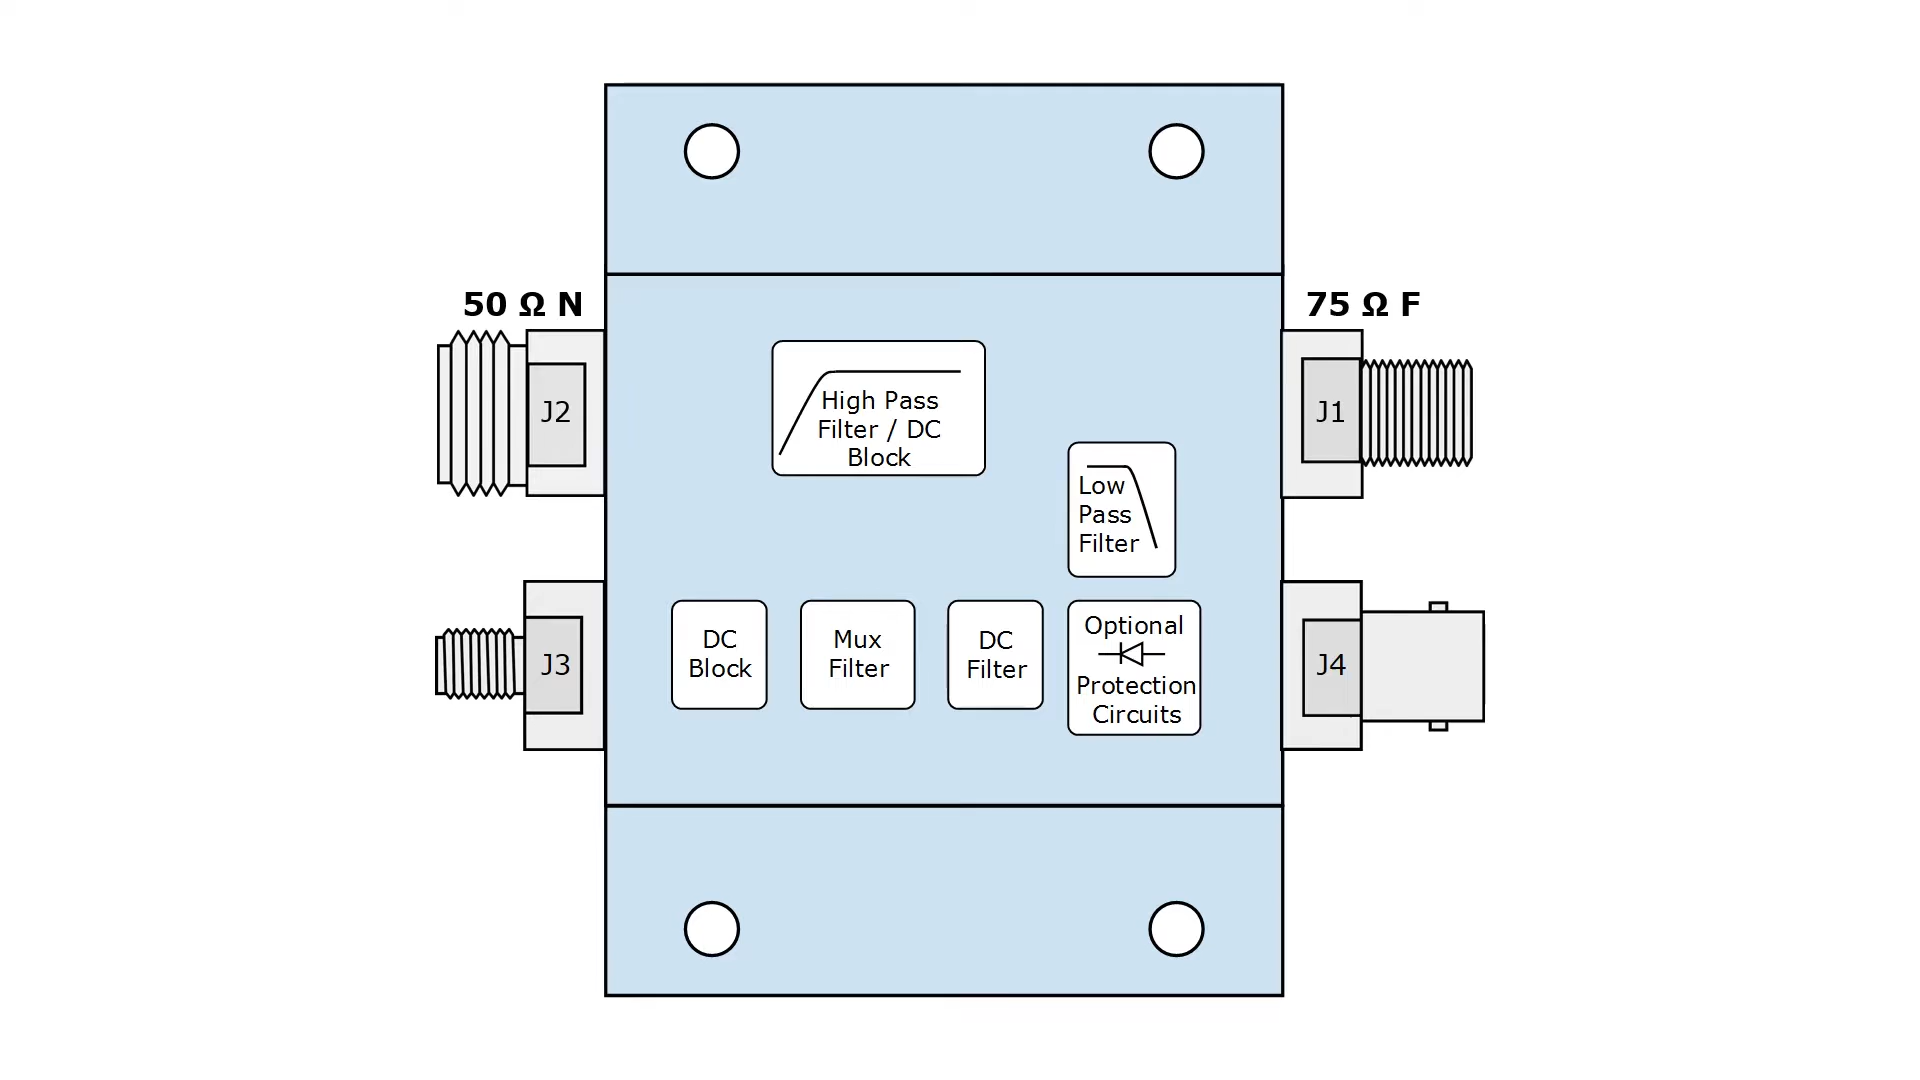 50 Ω N
75 Ω F
J2
High Pass
Filter / DC
Block
J1
Low
Pass
Filter
J3
DC
Block
Mux
Filter
DC
Filter
Optional
Protection
Circuits
J4